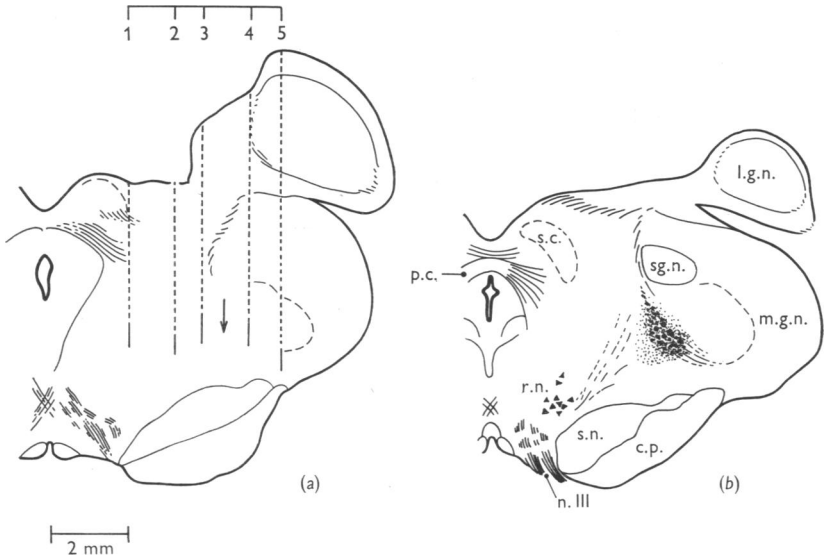 1 2 3 4 5
l.g.n.
s.c.
p.c.
sg.n.
m.g.n.
r.n.
s.n.
c.p.
(a)
(b)
n. III
2 mm